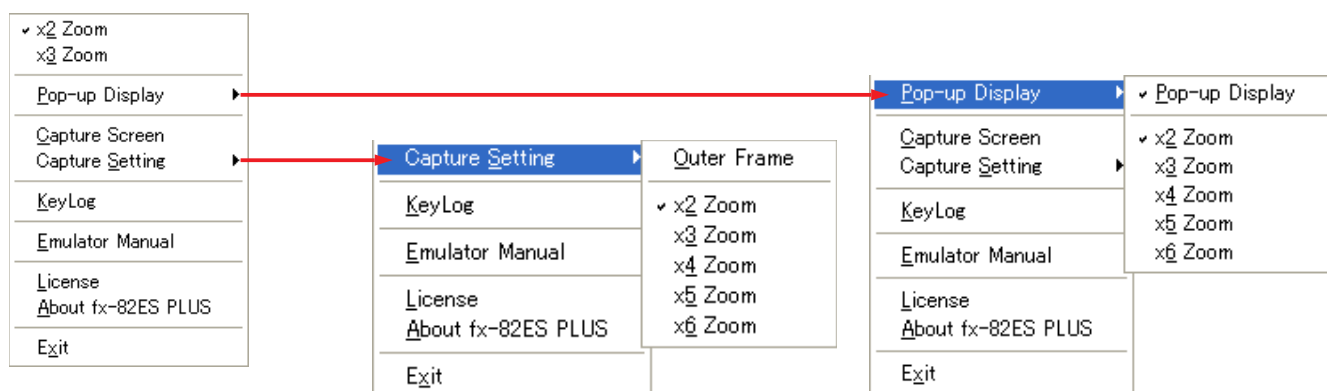 x2 Zoom
x3 Zoom
Pop-up Display
Capture Screen
Capture Setting
KeyLog
Emulator Manual
License
About fx-82ES PLUS
Exit
Capture Setting
KeyLog
Emulator Manual
License
About fx-82ES PLUS
Exit
Outer Frame
x2 Zoom
x3 Zoom
x4 Zoom
x5 Zoom
x6 Zoom
Pop-up Display
Capture Screen
Capture Setting
KeyLog
Emulator Manual
License
About fx-82ES PLUS
Exit
Pop-up Display
x2 Zoom
x3 Zoom
x4 Zoom
x5 Zoom
x6 Zoom